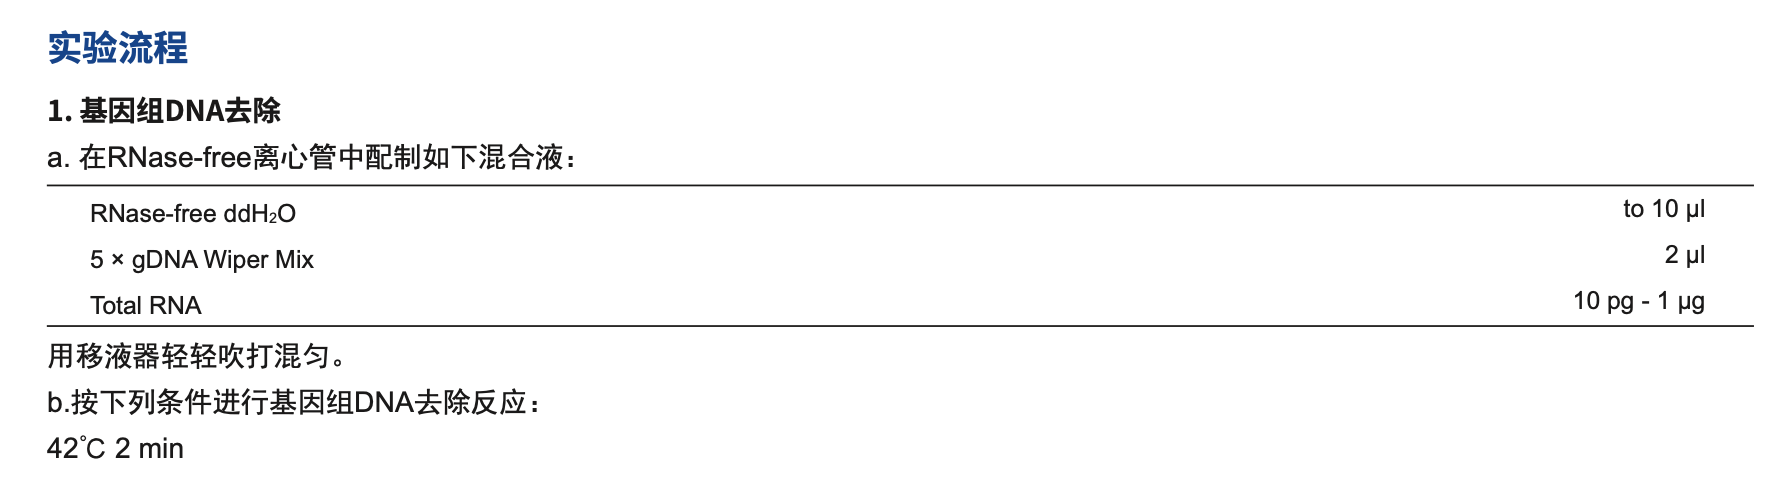 实验流程
1. 基因组DNA去除
a. 在RNase-free离心管中配制如下混合液：
RNase-free ddH₂O to 10 μl
5 × gDNA Wiper Mix 2 μl
Total RNA 10 pg - 1 μg
用移液器轻轻吹打混匀。
b.按下列条件进行基因组DNA去除反应：
42℃ 2 min